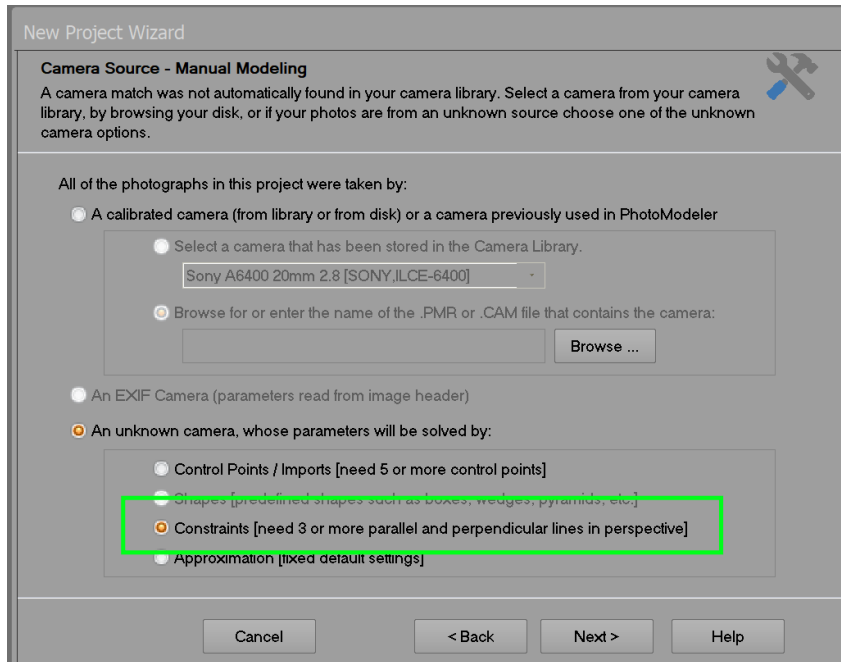 New Project Wizard
Camera Source - Manual Modeling
A camera match was not automatically found in your camera library. Select a camera from your camera
library, by browsing your disk, or if your photos are from an unknown source choose one of the unknown
camera options.
All of the photographs in this project were taken by:
A calibrated camera (from library or from disk) or a camera previously used in PhotoModeler
Select a camera that has been stored in the Camera Library.
Sony A6400 20mm 2.8 [SONY,ILCE-6400]
Browse for or enter the name of the .PMR or .CAM file that contains the camera:
Browse ...
An EXIF Camera (parameters read from image header)
An unknown camera, whose parameters will be solved by:
Control Points / Imports [need 5 or more control points]
Shapes [predefined shapes such as boxes, wedges, pyramids, etc.]
Constraints [need 3 or more parallel and perpendicular lines in perspective]
Approximation [fixed default settings]
Cancel < Back Next > Help